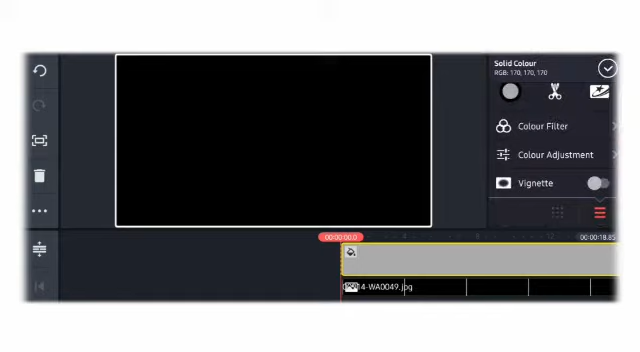 Solid Colour
RGB: 170, 170, 170
Colour Filter
Colour Adjustment
Vignette
00:00:00.0
00:00:18.85
14-WA0049.jpg